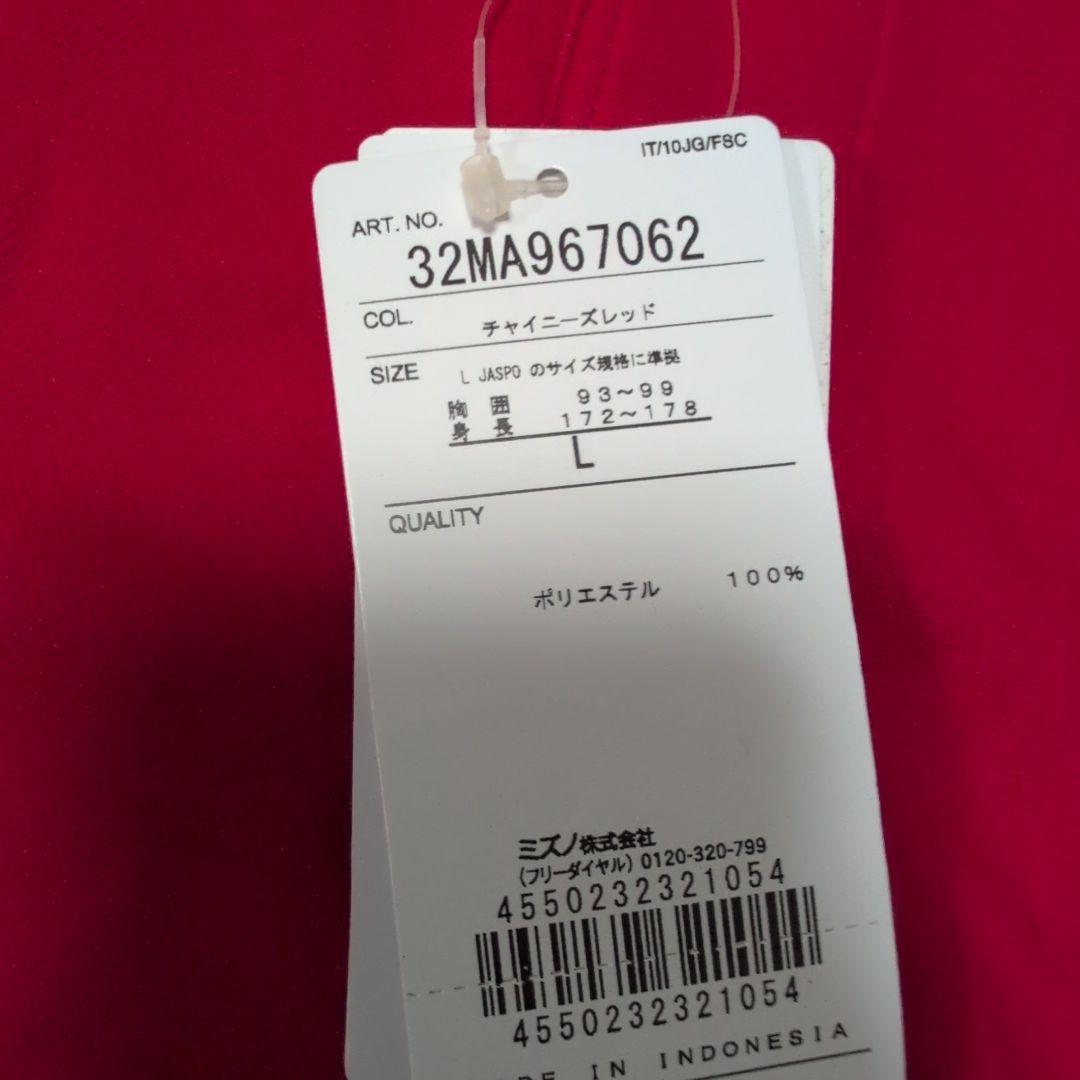 IT/10JG/FSC
ART. NO.
32MA967062
COL. チャイニーズレッド
SIZE L JASPO のサイズ規格に準拠
胸 囲 93〜99
身 長 172〜178
L
QUALITY
ポリエステル 100%
ミズノ株式会社
(フリーダイヤル) 0120-320-799
4550232321054
4550232321054
IN INDONESIA